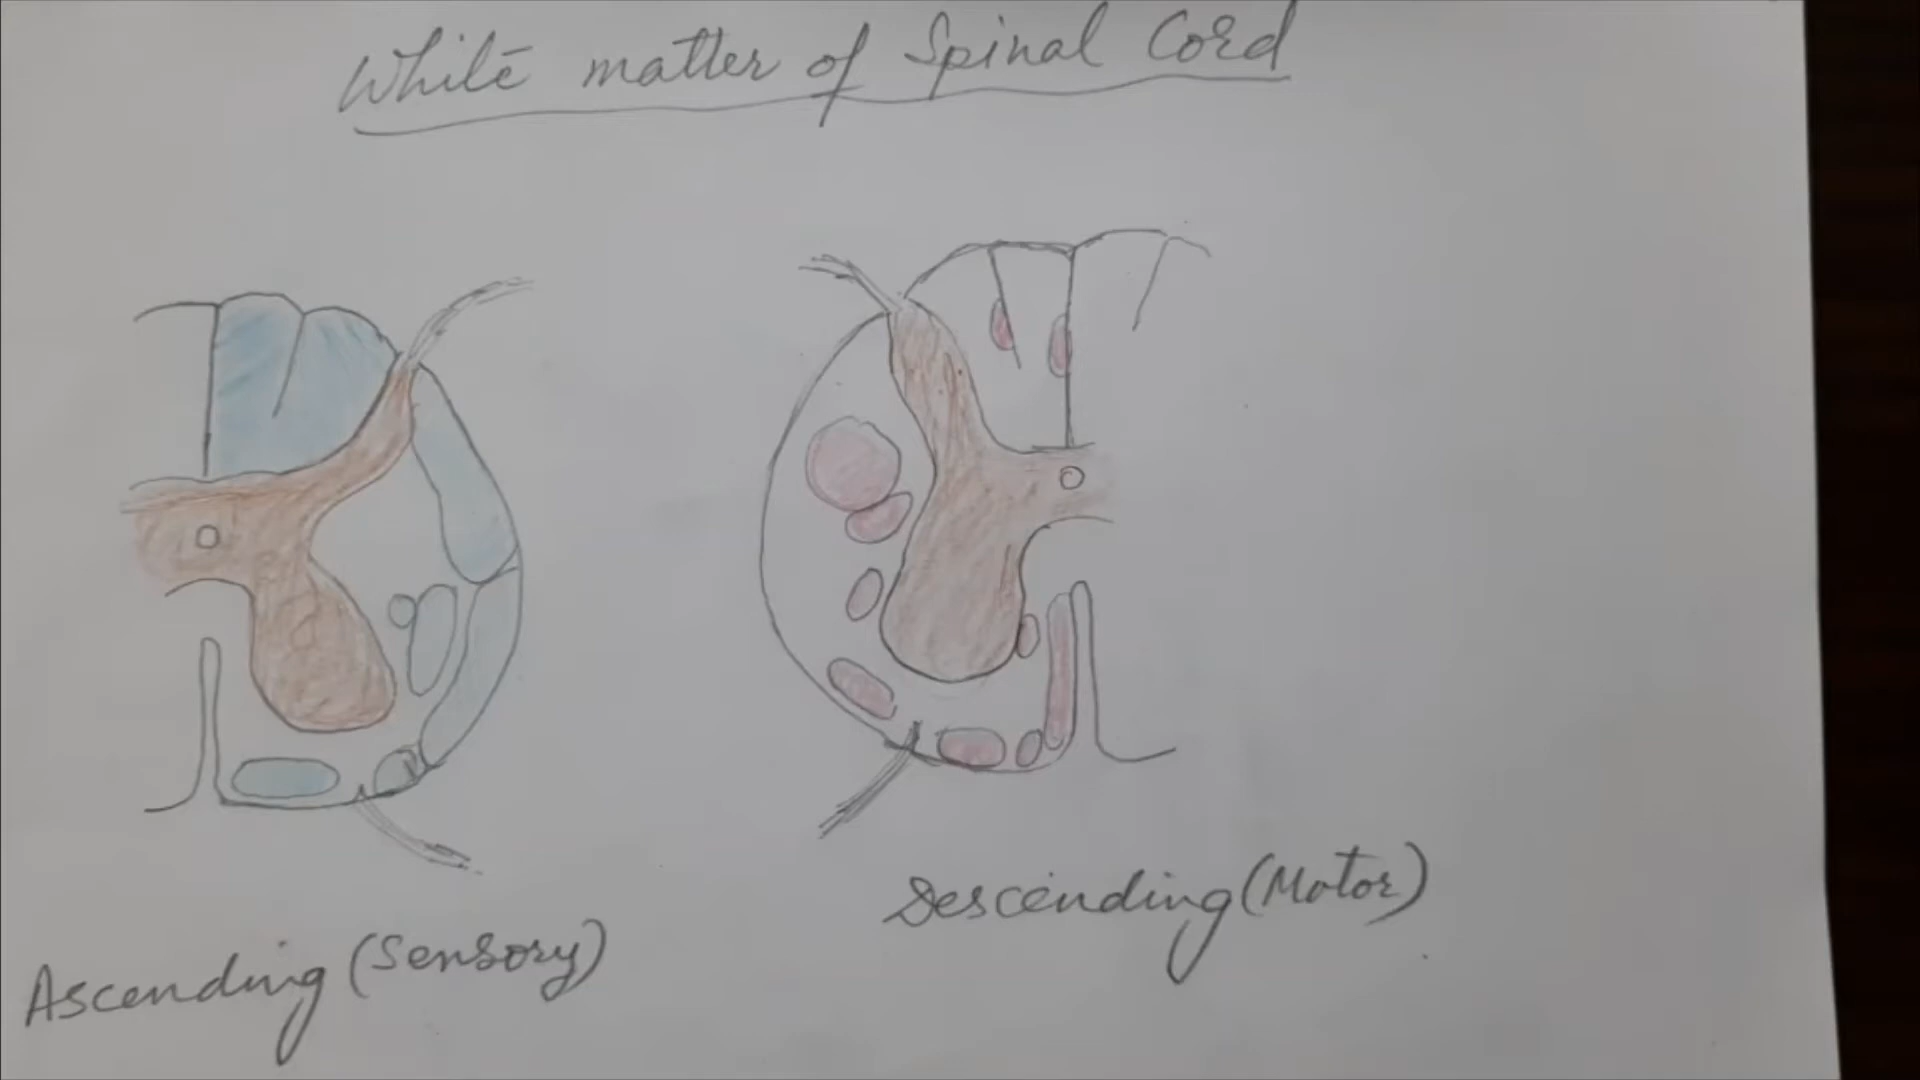 White matter of Spinal Cord
Ascending (Sensory)
Descending (Motor)